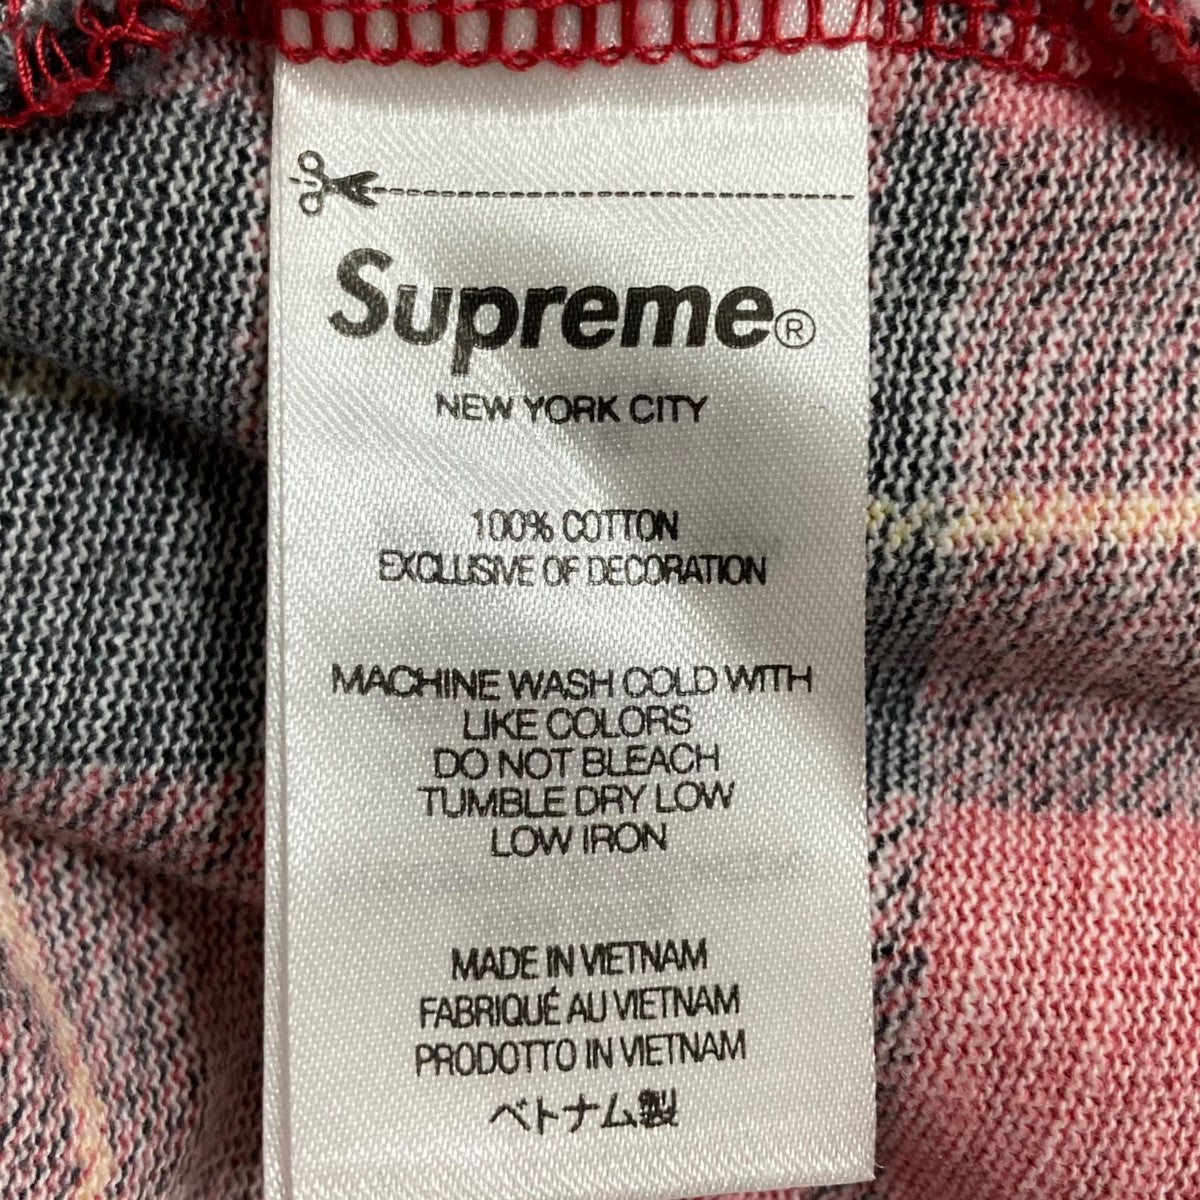 Supreme®
NEW YORK CITY
100% COTTON
EXCLUSIVE OF DECORATION
MACHINE WASH COLD WITH
LIKE COLORS
DO NOT BLEACH
TUMBLE DRY LOW
LOW IRON
MADE IN VIETNAM
FABRIQUÉ AU VIETNAM
PRODOTTO IN VIETNAM
ベトナム製